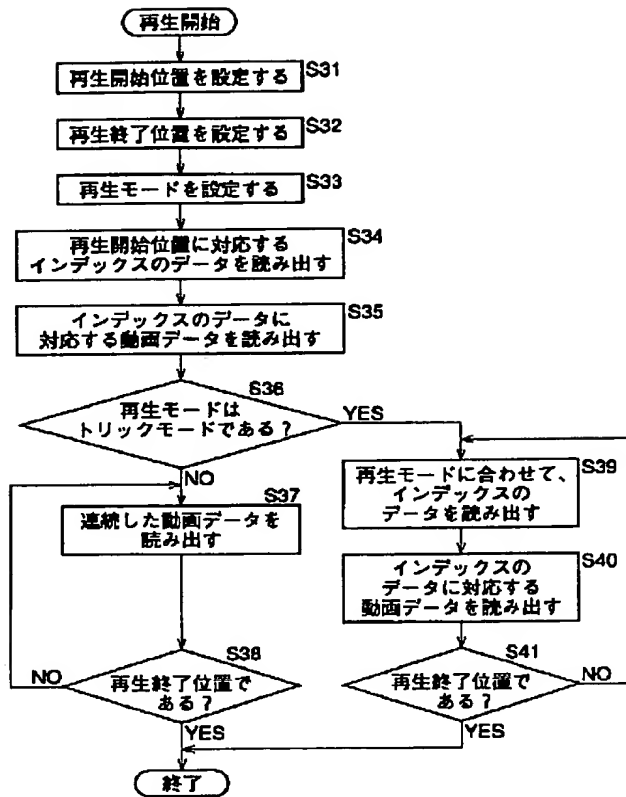 再生開始
再生開始位置を設定する
S31
再生終了位置を設定する
S32
再生モードを設定する
S33
再生開始位置に対応する
インデックスのデータを読み出す
S34
インデックスのデータに
対応する動画データを読み出す
S35
再生モードは
トリックモードである？
S36
YES
NO
連続した動画データを
読み出す
S37
再生終了位置で
ある？
S38
NO
YES
再生モードに合わせて、
インデックスの
データを読み出す
S39
インデックスの
データに対応する
動画データを読み出す
S40
再生終了位置で
ある？
S41
NO
YES
終了